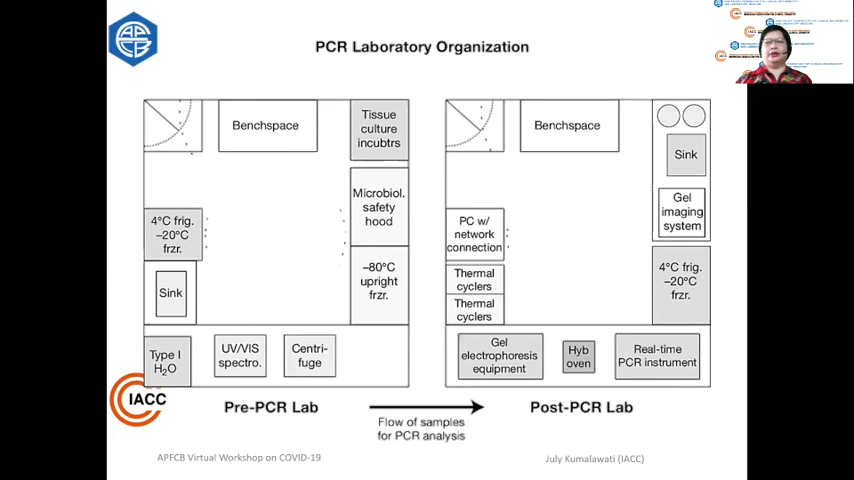 APFCB
PCR Laboratory Organization
Benchspace
Tissue
culture
incubtrs
Microbiol.
safety
hood
4°C frig.
–20°C
frzr.
–80°C
upright
frzr.
Sink
Type I
H₂O
UV/VIS
spectro.
Centri-
fuge
Benchspace
Sink
Gel
imaging
system
PC w/
network
connection
Thermal
cyclers
Thermal
cyclers
4°C frig.
–20°C
frzr.
Gel
electrophoresis
equipment
Hyb
oven
Real-time
PCR instrument
IACC
Pre-PCR Lab
Post-PCR Lab
Flow of samples
for PCR analysis
APFCB Virtual Workshop on COVID-19
July Kumalawati (IACC)